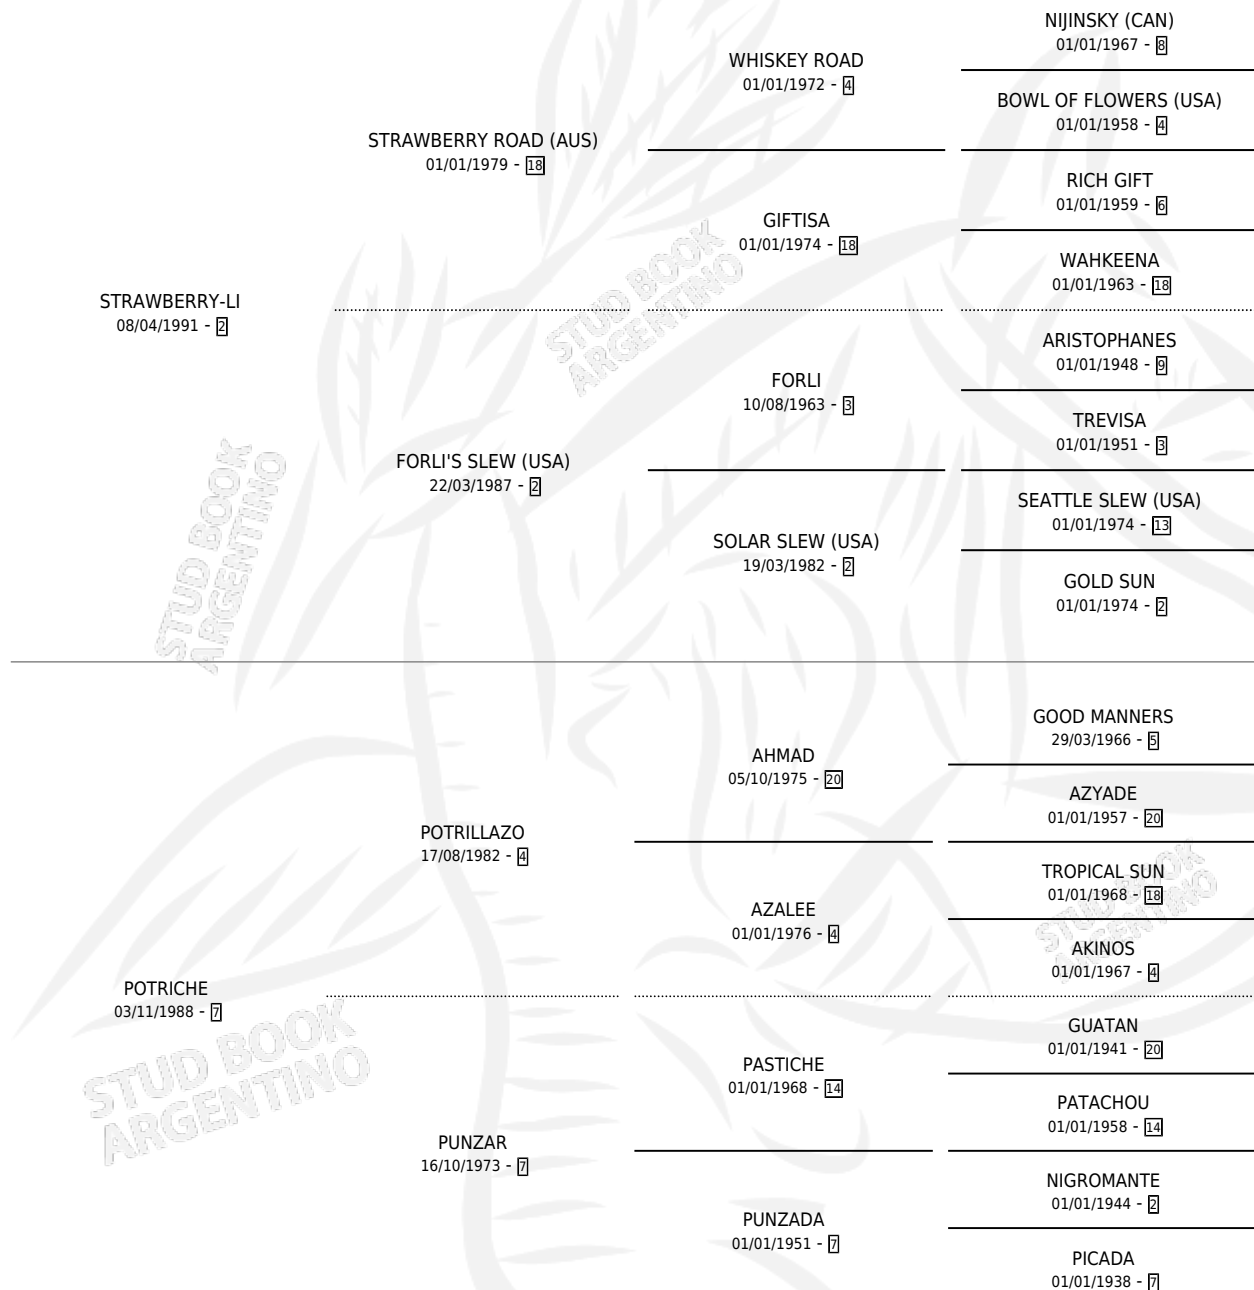 NIJINSKY (CAN)
01/01/1967 - 8
WHISKEY ROAD
01/01/1972 - 4
BOWL OF FLOWERS (USA)
01/01/1958 - 4
STRAWBERRY ROAD (AUS)
01/01/1979 - 18
RICH GIFT
01/01/1959 - 6
GIFTISA
01/01/1974 - 18
WAHKEENA
01/01/1963 - 18
STRAWBERRY-LI
08/04/1991 - 2
ARISTOPHANES
01/01/1948 - 9
FORLI
10/08/1963 - 3
TREVISA
01/01/1951 - 3
FORLI'S SLEW (USA)
22/03/1987 - 2
SEATTLE SLEW (USA)
01/01/1974 - 13
SOLAR SLEW (USA)
19/03/1982 - 2
GOLD SUN
01/01/1974 - 2
GOOD MANNERS
29/03/1966 - 5
AHMAD
05/10/1975 - 20
AZYADE
01/01/1957 - 20
POTRILLAZO
17/08/1982 - 4
TROPICAL SUN
01/01/1968 - 18
AZALEE
01/01/1976 - 4
AKINOS
01/01/1967 - 4
POTRICHE
03/11/1988 - 7
GUATAN
01/01/1941 - 20
PASTICHE
01/01/1968 - 14
PATACHOU
01/01/1958 - 14
PUNZAR
16/10/1973 - 7
NIGROMANTE
01/01/1944 - 2
PUNZADA
01/01/1951 - 7
PICADA
01/01/1938 - 7
STUD BOOK
ARGENTINO
STUD BOOK
ARGENTINO
STUD BOOK
ARGENTINO
STUD BOOK
ARGENTINO